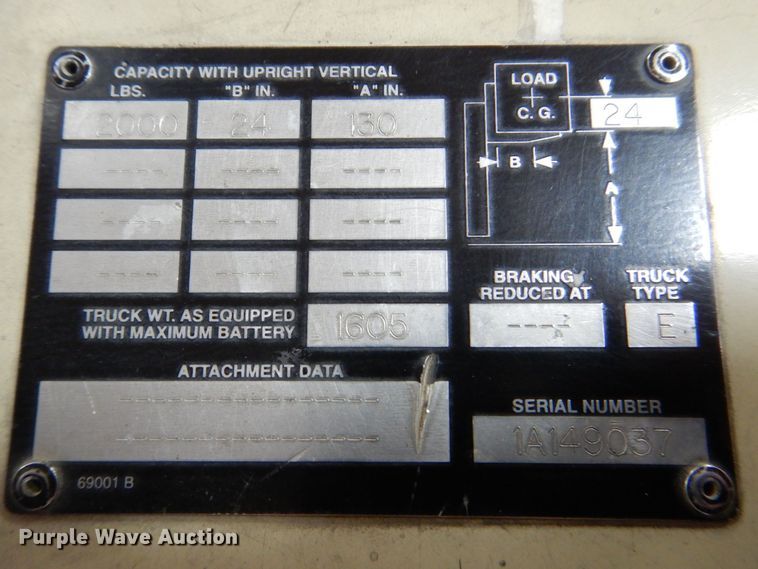 CAPACITY WITH UPRIGHT VERTICAL
LBS. "B" IN. "A" IN.
2000 24 130
---- ---- ----
---- ---- ----
---- ---- ----
TRUCK WT. AS EQUIPPED
WITH MAXIMUM BATTERY
1605
ATTACHMENT DATA
----------------
----------------
69001 B
LOAD
C. G.
24
B
A
BRAKING
REDUCED AT
----
TRUCK
TYPE
E
SERIAL NUMBER
1A149037
Purple Wave Auction